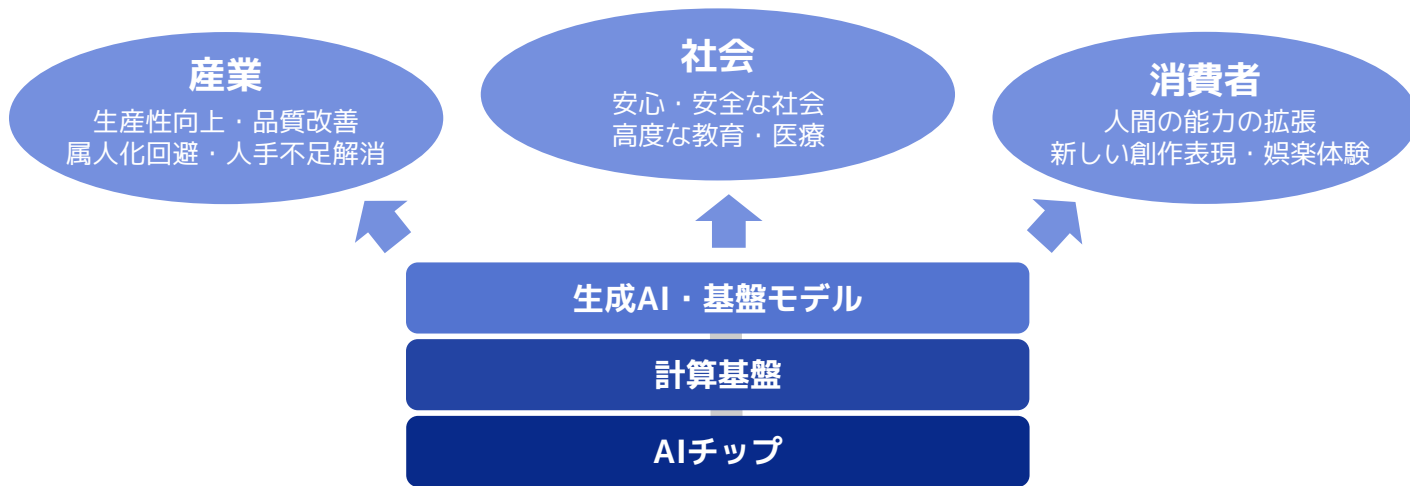 産業
生産性向上・品質改善
属人化回避・人手不足解消
社会
安心・安全な社会
高度な教育・医療
消費者
人間の能力の拡張
新しい創作表現・娯楽体験
生成AI・基盤モデル
計算基盤
AIチップ